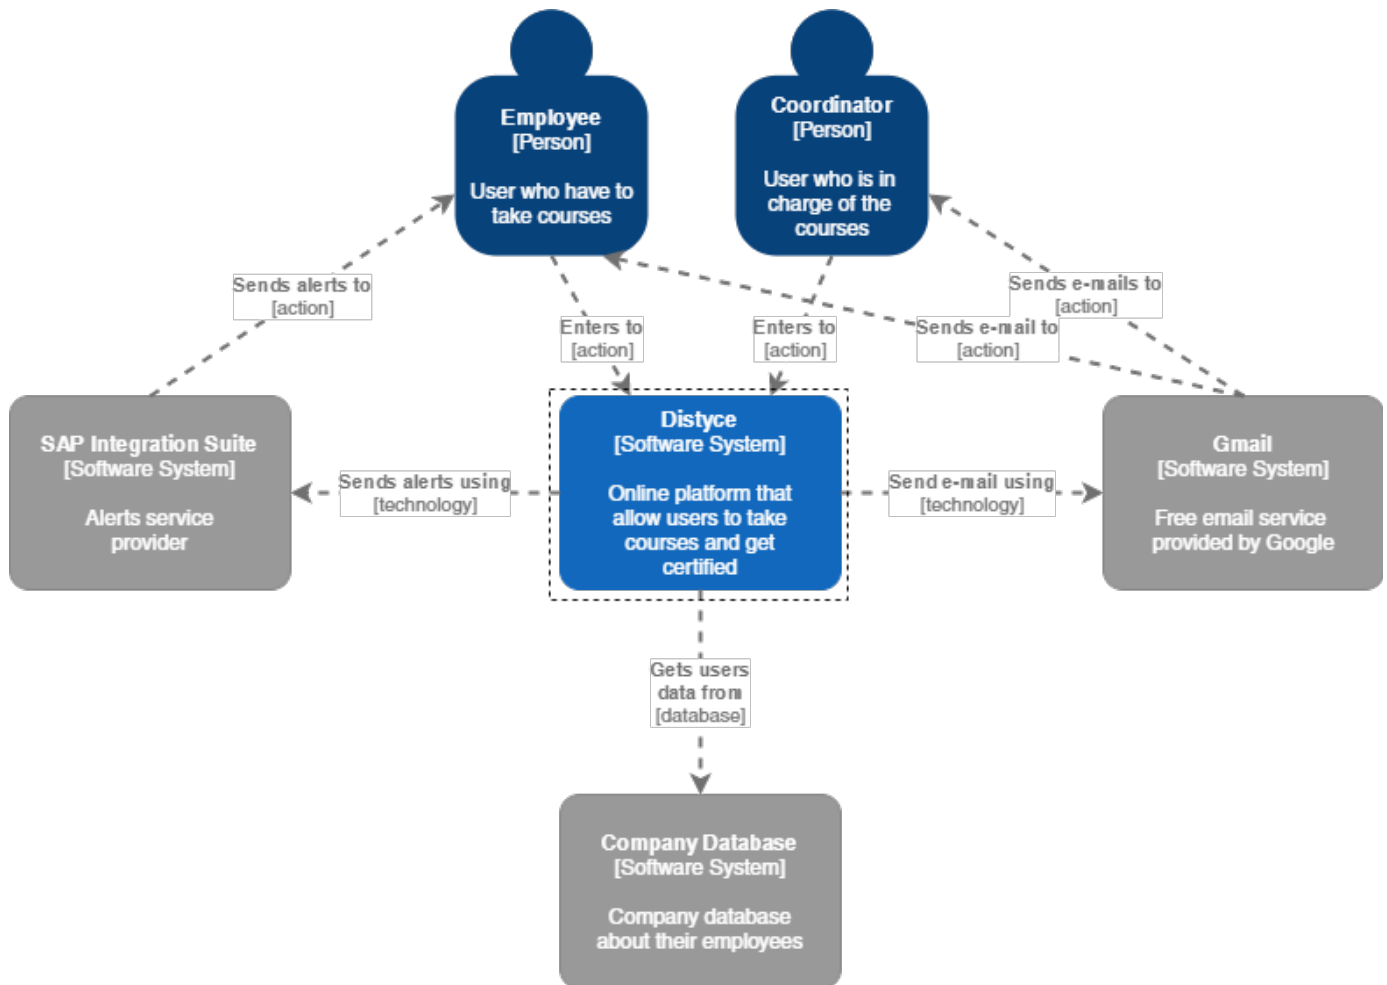 Employee
[Person]
User who have to
take courses
Coordinator
[Person]
User who is in
charge of the
courses
Sends alerts to
[action]
Enters to
[action]
Enters to
[action]
Sends e-mails to
[action]
Sends e-mail to
[action]
SAP Integration Suite
[Software System]
Alerts service
provider
Sends alerts using
[technology]
Distyce
[Software System]
Online platform that
allow users to take
courses and get
certified
Send e-mail using
[technology]
Gmail
[Software System]
Free email service
provided by Google
Gets users
data from
[database]
Company Database
[Software System]
Company database
about their employees